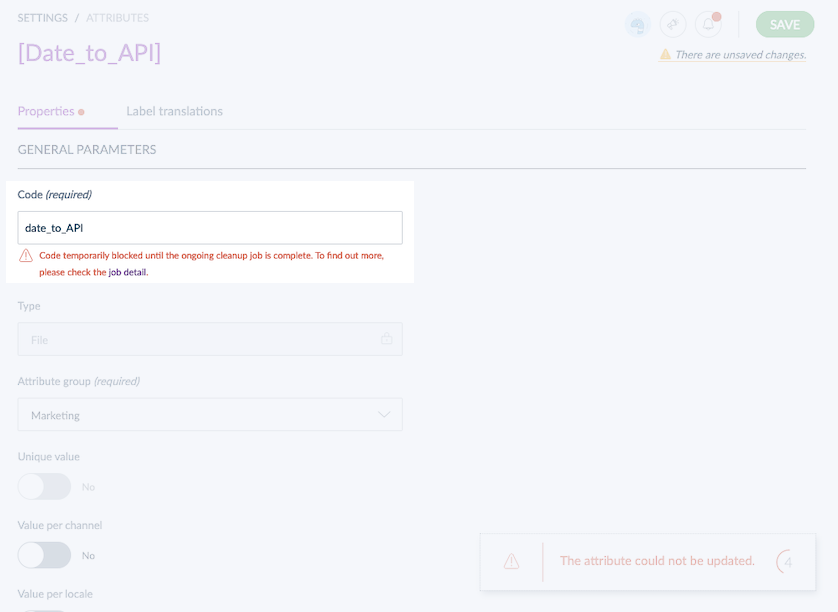 SETTINGS / ATTRIBUTES
SAVE
[Date_to_API]
There are unsaved changes.
Properties
Label translations
GENERAL PARAMETERS
Code (required)
date_to_API
Code temporarily blocked until the ongoing cleanup job is complete. To find out more,
please check the job detail.
Type
File
Attribute group (required)
Marketing
Unique value
No
Value per channel
No
The attribute could not be updated.
4
Value per locale